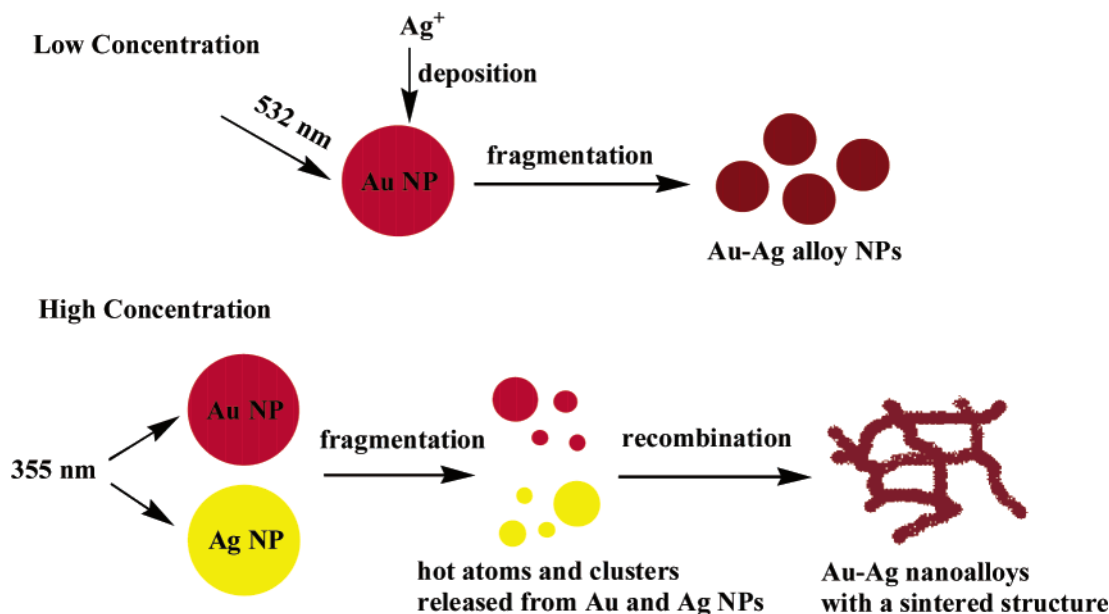 Low Concentration
Ag⁺
deposition
532 nm
Au NP
fragmentation
Au-Ag alloy NPs
High Concentration
355 nm
Au NP
Ag NP
fragmentation
recombination
hot atoms and clusters
released from Au and Ag NPs
Au-Ag nanoalloys
with a sintered structure